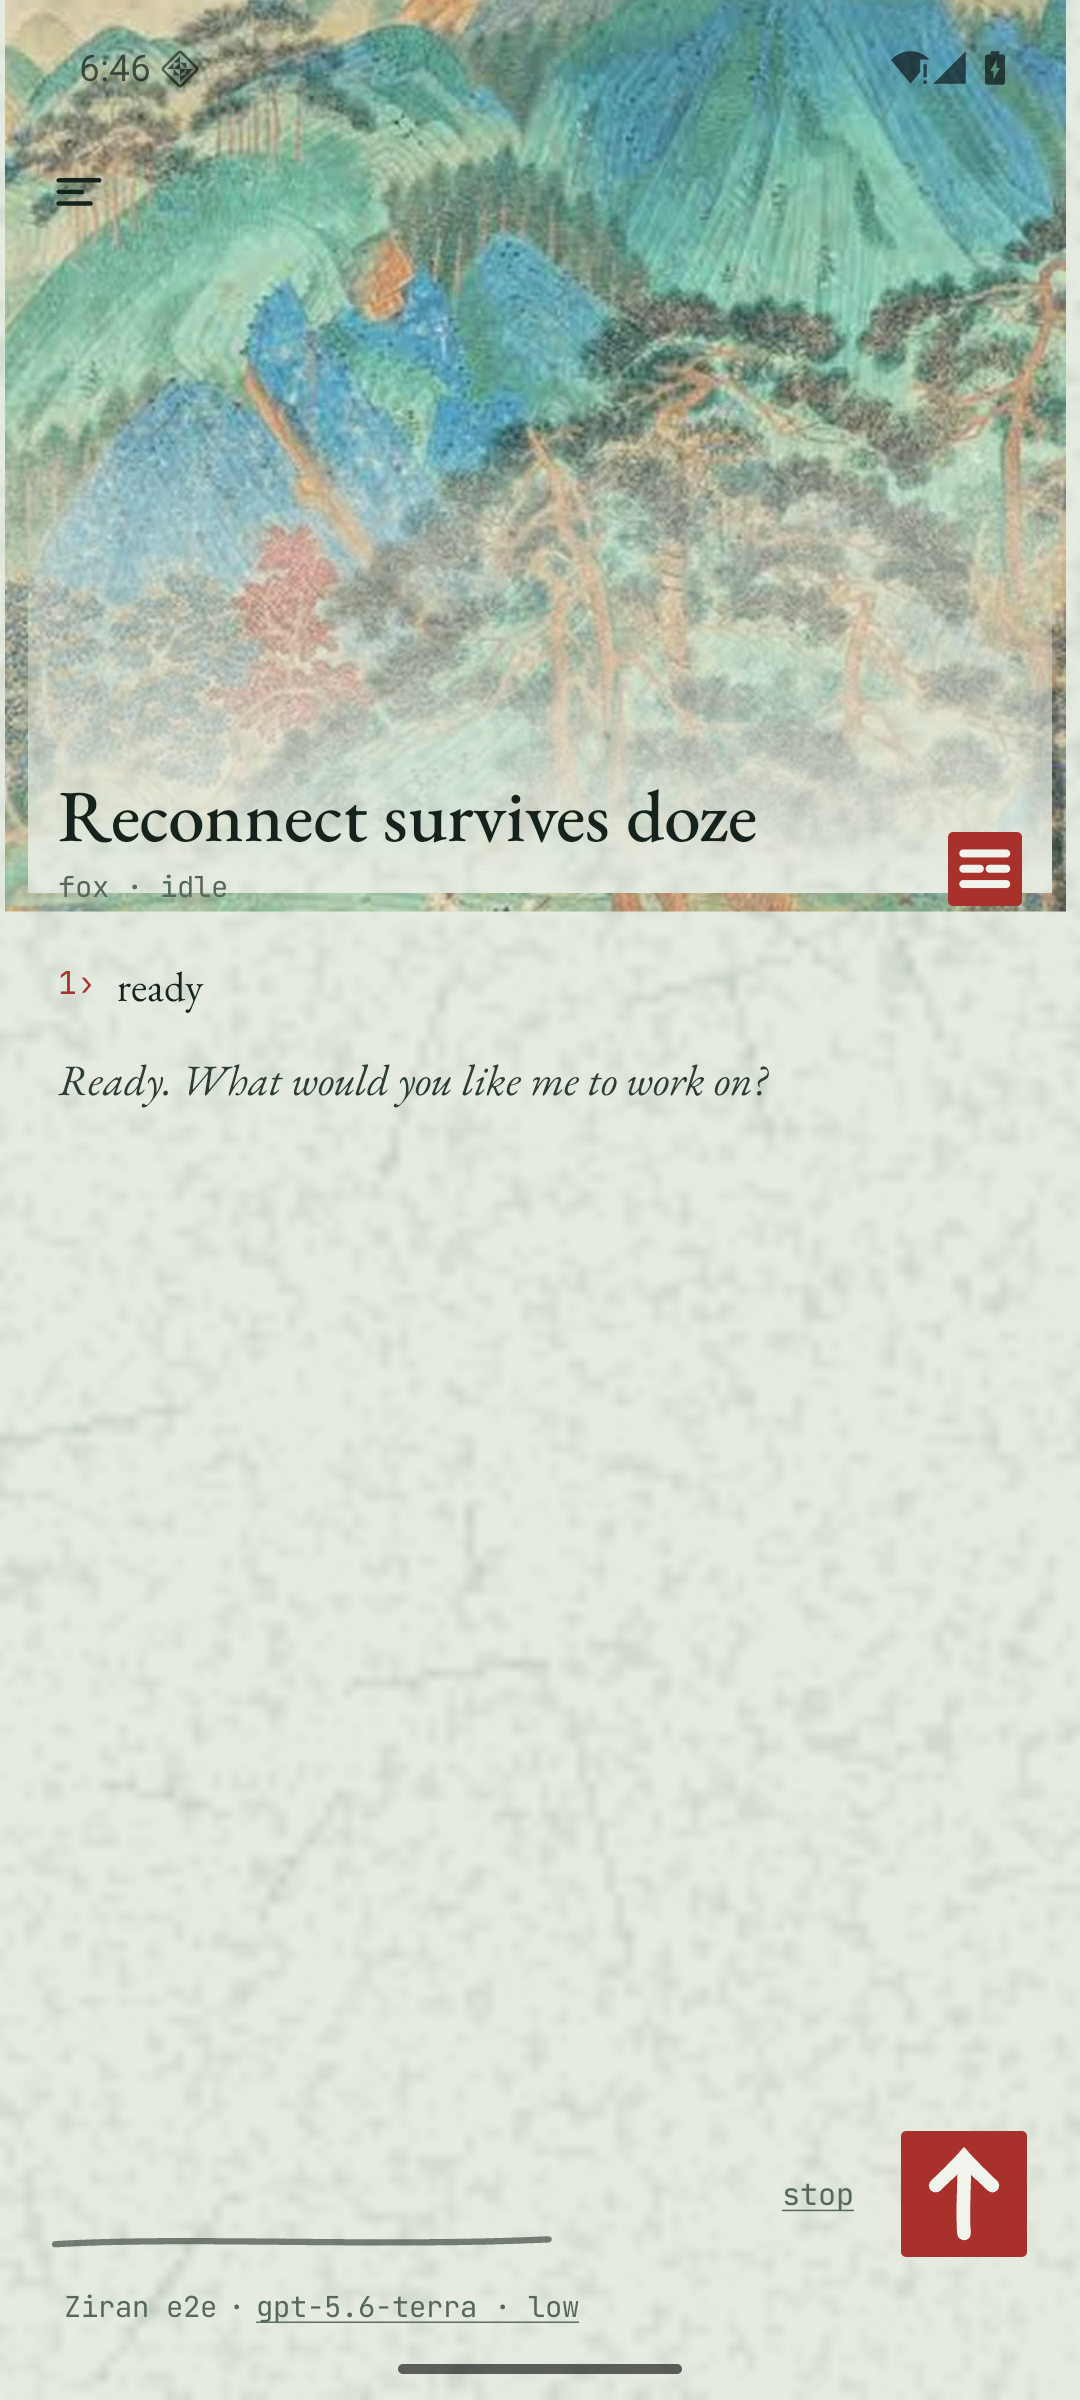 6:46
Reconnect survives doze
fox · idle
1› ready
Ready. What would you like me to work on?
stop
Ziran e2e · gpt-5.6-terra · low